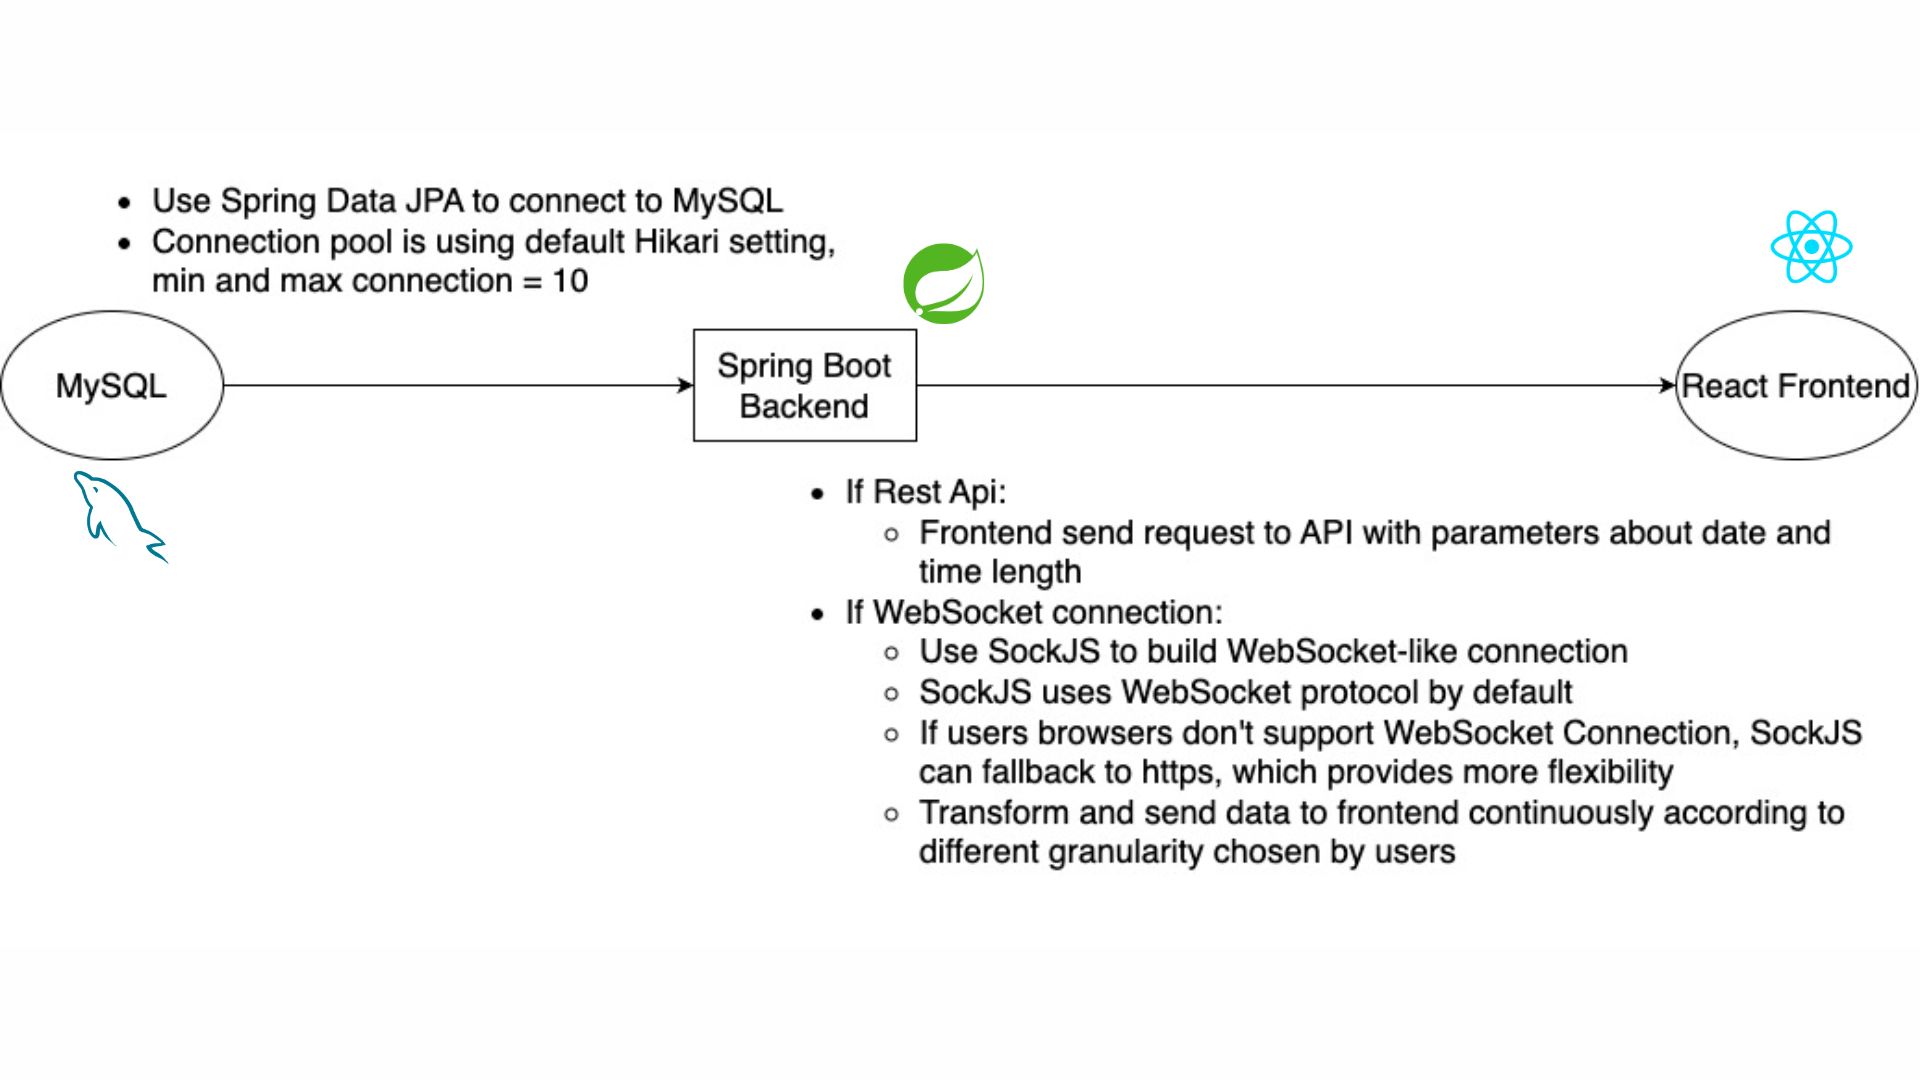 • Use Spring Data JPA to connect to MySQL
• Connection pool is using default Hikari setting,
min and max connection = 10
MySQL
Spring Boot
Backend
React Frontend
• If Rest Api:
○ Frontend send request to API with parameters about date and
time length
• If WebSocket connection:
○ Use SockJS to build WebSocket-like connection
○ SockJS uses WebSocket protocol by default
○ If users browsers don't support WebSocket Connection, SockJS
can fallback to https, which provides more flexibility
○ Transform and send data to frontend continuously according to
different granularity chosen by users